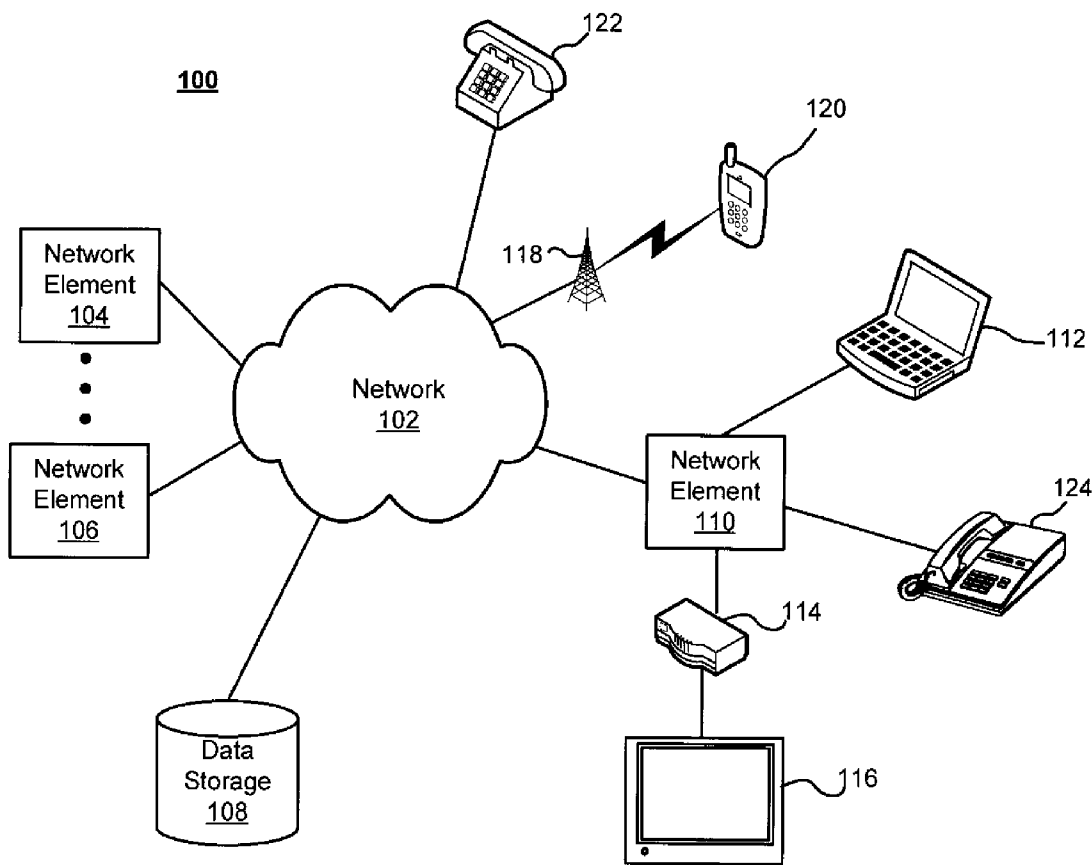 122
100
120
118
Network
Element
104
112
Network
102
Network
Element
106
Network
Element
110
124
114
Data
Storage
108
116